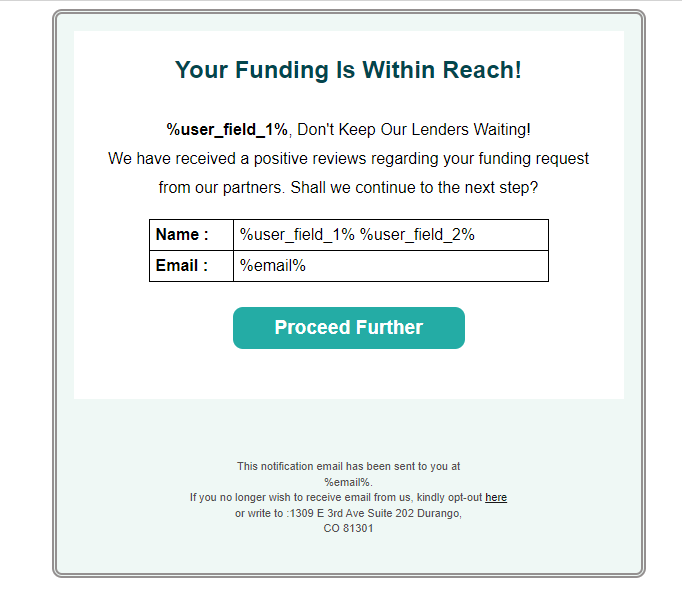 Your Funding Is Within Reach!
%user_field_1%, Don't Keep Our Lenders Waiting!
We have received a positive reviews regarding your funding request
from our partners. Shall we continue to the next step?
Name : %user_field_1% %user_field_2%
Email : %email%
Proceed Further
This notification email has been sent to you at
%email%.
If you no longer wish to receive email from us, kindly opt-out here
or write to :1309 E 3rd Ave Suite 202 Durango,
CO 81301